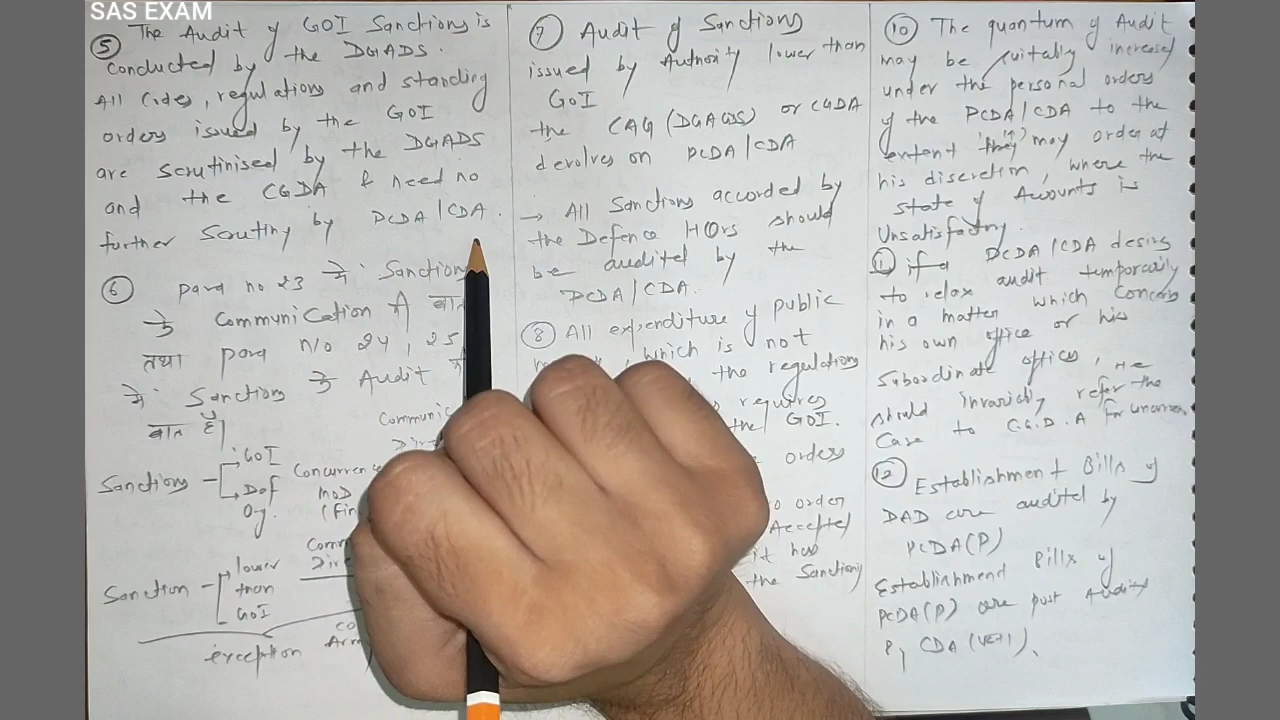 SAS EXAM
5 The Audit of GOI Sanctions is
conducted by the DGADS.
All Codes, regulations and standing
orders issued by the GOI
are scrutinised by the DGADS
and the CGDA & need no
further scrutiny by PCDA/CDA.
6 para no 23 में Sanction
के communication की बात
तथा para n/o 24, 25
में Sanction के Audit की
बात है।
Communic
Sanctions
GOI
Concurrence
Def
MOD
Og.
(Fin
Sanction
lower
than
GOI
exception
7 Audit of Sanctions
issued by Authority lower than
GOI
the CAG (DGADS) or CGDA
devolves on PCDA/CDA
→ All Sanctions accorded by
the Defence HQrs should
be audited by the
PCDA/CDA.
8 All expenditure of public
which is not
the regulations
requires
the GOI.
orders
order
Accepted
it has
the Sanctions
10 The quantum of Audit
may be suitably increased
under the personal orders
of the PCDA/CDA to the
extent they may order at
his discretion, where the
state of Accounts is
Unsatisfactory.
11 if a PCDA/CDA desires
to relax audit temporarily
in a matter which concerns
his own office or his
Subordinate offices, He
should invariably refer the
Case to C.G.D.A for
12 Establishment Bills of
DAD are audited by
PCDA(P)
Establishment Bills of
PCDA(P) are post Audited
CDA